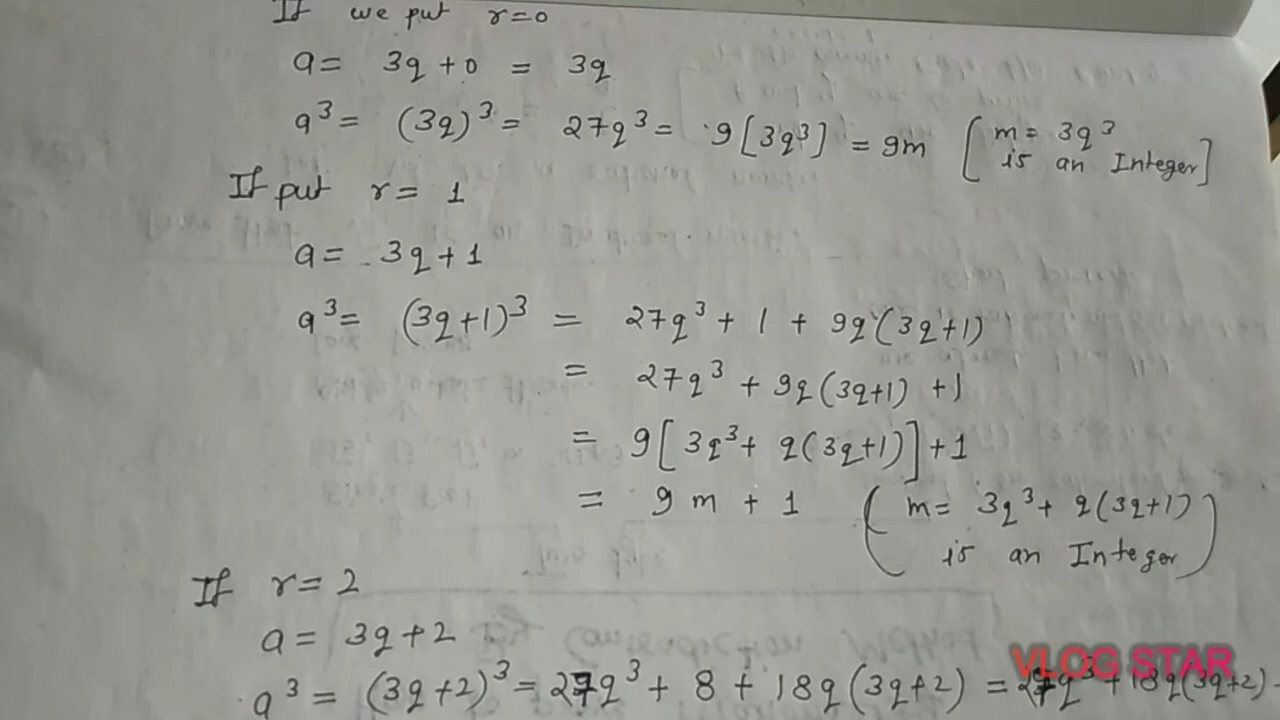 If we put r=0
a= 3q+0 = 3q
a³= (3q)³= 27q³= 9[3q³] = 9m [m= 3q³
is an Integer]
If put r= 1
a= 3q+1
a³= (3q+1)³ = 27q³+ 1 + 9q(3q+1)
= 27q³ + 9q(3q+1) +1
= 9[3q³+ q(3q+1)]+1
= 9m + 1 (m= 3q³+ q(3q+1)
is an Integer)
If r=2
a= 3q+2
a³ = (3q+2)³= 27q³+ 8 + 18q(3q+2) = 27q³+18q(3q+2)
VLOG STAR